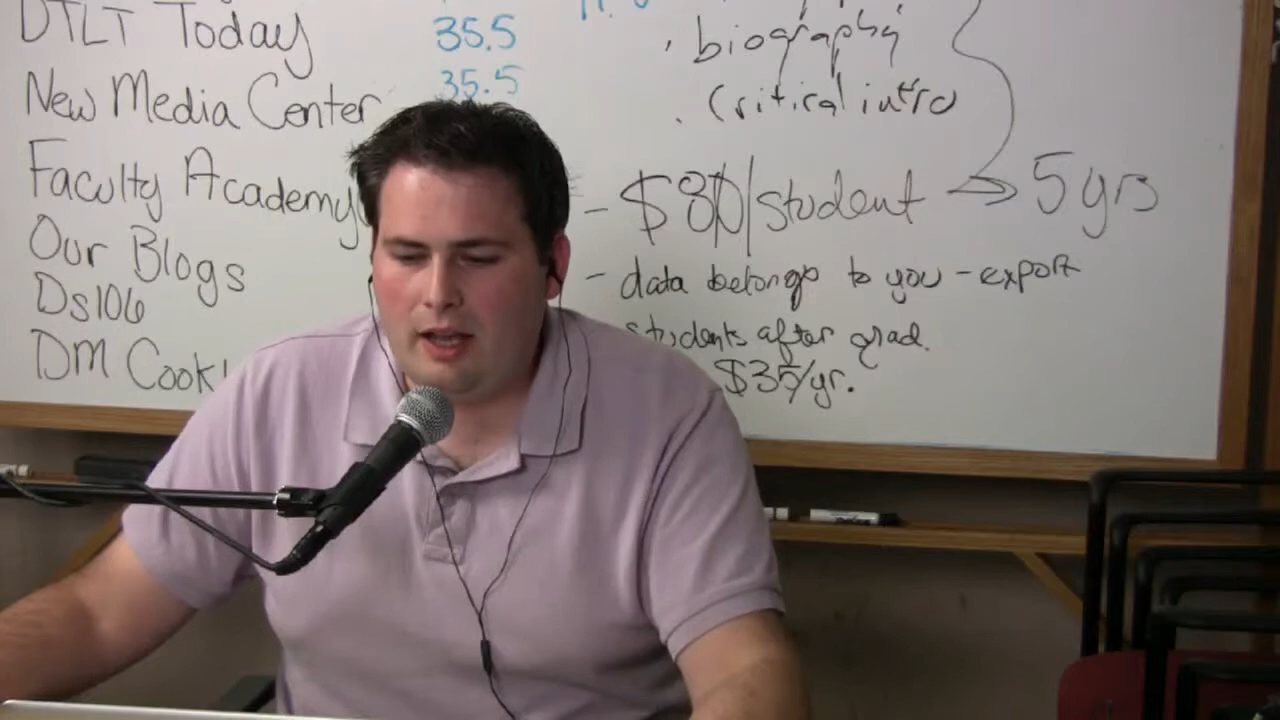 DTLT Today 35.5
New Media Center 35.5
Faculty Academy
Our Blogs
Ds106
DM Cook
· biography
· Critical intro
- $80/student → 5 yrs
- data belongs to you - export
students after grad.
$35/yr.